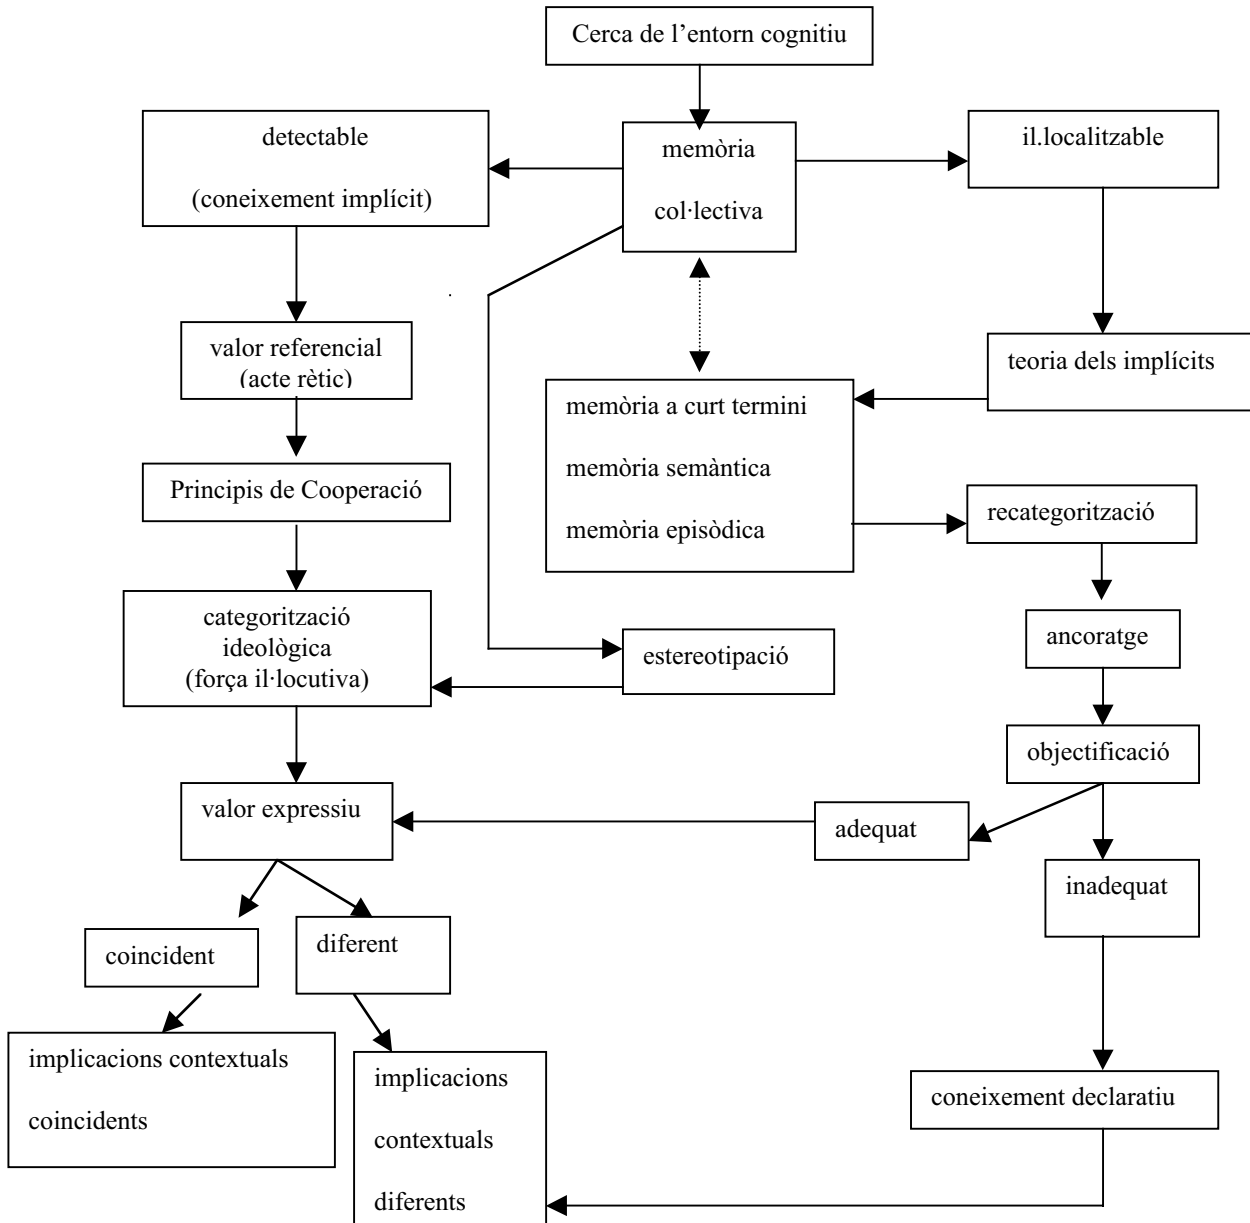 Cerca de l’entorn cognitiu
detectable
(coneixement implícit)
memòria
col·lectiva
il.localitzable
valor referencial
(acte rètic)
teoria dels implícits
memòria a curt termini
memòria semàntica
memòria episòdica
Principis de Cooperació
recategorització
categorització
ideològica
(força il·locutiva)
estereotipació
ancoratge
objectificació
valor expressiu
adequat
inadequat
coincident
diferent
implicacions contextuals
coincidents
implicacions
contextuals
diferents
coneixement declaratiu